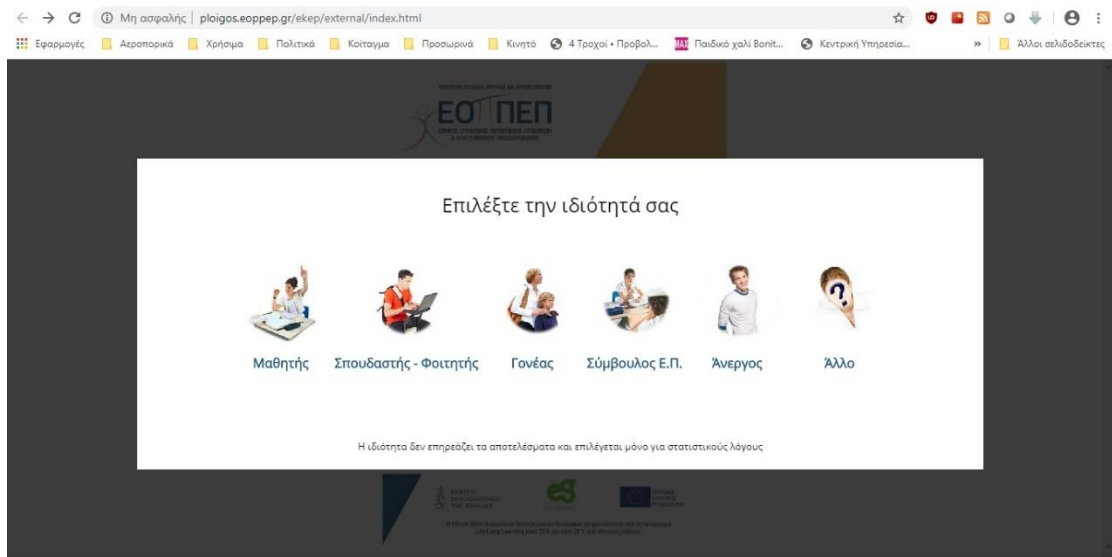 Μη ασφαλής | ploigos.eoppep.gr/ekep/external/index.html
Εφαρμογές Αεροπορικά Χρήσιμα Πολιτικά Κοίταγμα Προσωρινά Κινητό 4 Τροχοί • Προβολ... MAX Παιδικό χαλί Bonit... Κεντρική Υπηρεσία... » Άλλοι σελιδοδείκτες
ΕΟΠΠΕΠ
Επιλέξτε την ιδιότητά σας
Μαθητής Σπουδαστής - Φοιτητής Γονέας Σύμβουλος Ε.Π. Άνεργος Άλλο
Η ιδιότητα δεν επηρεάζει τα αποτελέσματα και επιλέγεται μόνο για στατιστικούς λόγους